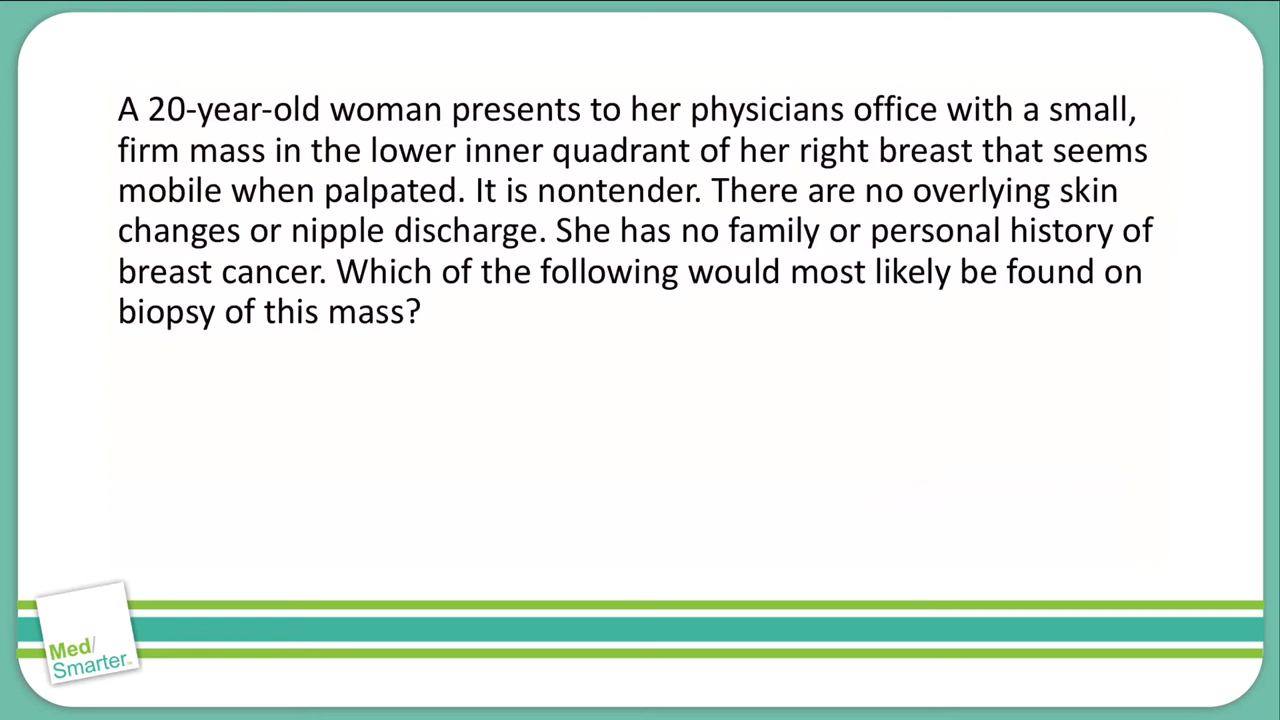 A 20-year-old woman presents to her physicians office with a small,
firm mass in the lower inner quadrant of her right breast that seems
mobile when palpated. It is nontender. There are no overlying skin
changes or nipple discharge. She has no family or personal history of
breast cancer. Which of the following would most likely be found on
biopsy of this mass?
Med/
Smarter™